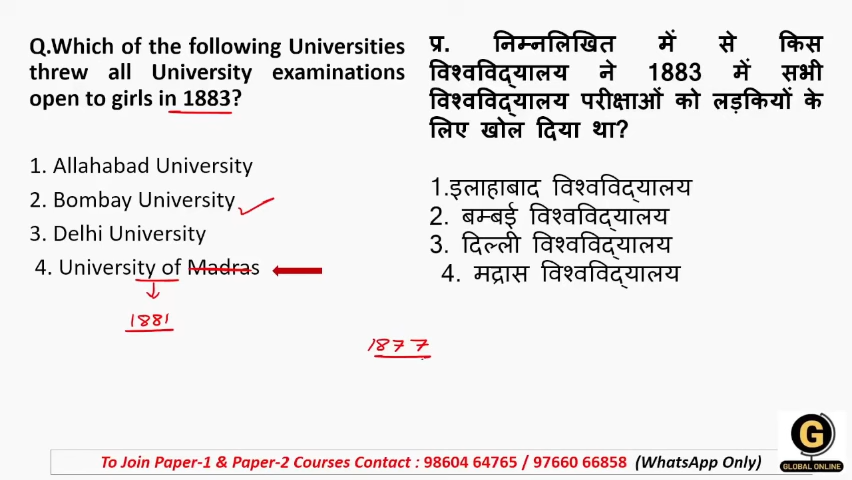 Q.Which of the following Universities
threw all University examinations
open to girls in 1883?
1. Allahabad University
2. Bombay University
3. Delhi University
4. University of Madras
1881
1877
प्र. निम्नलिखित में से किस
विश्वविद्यालय ने 1883 में सभी
विश्वविद्यालय परीक्षाओं को लड़कियों के
लिए खोल दिया था?
1.इलाहाबाद विश्वविद्यालय
2. बम्बई विश्वविद्यालय
3. दिल्ली विश्वविद्यालय
4. मद्रास विश्वविद्यालय
To Join Paper-1 & Paper-2 Courses Contact : 98604 64765 / 97660 66858 (WhatsApp Only)
G
GLOBAL ONLINE